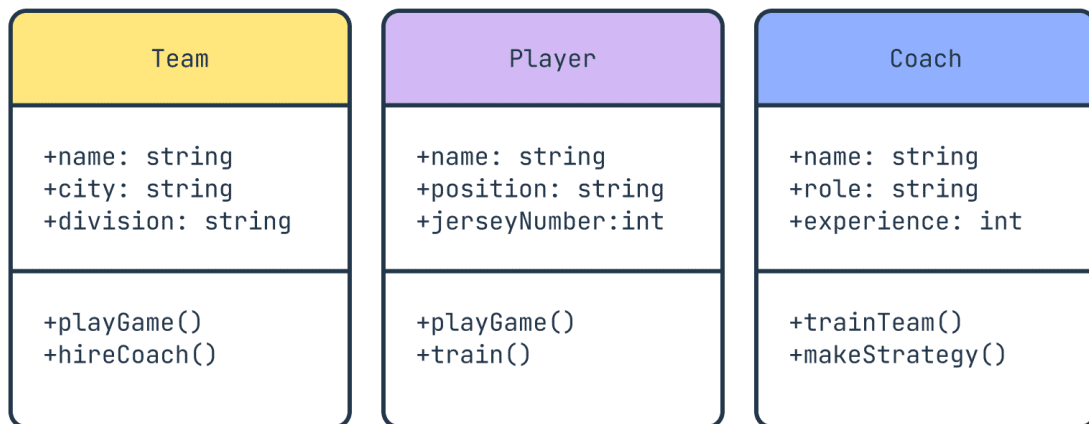 Team
+name: string
+city: string
+division: string
+playGame()
+hireCoach()
Player
+name: string
+position: string
+jerseyNumber:int
+playGame()
+train()
Coach
+name: string
+role: string
+experience: int
+trainTeam()
+makeStrategy()